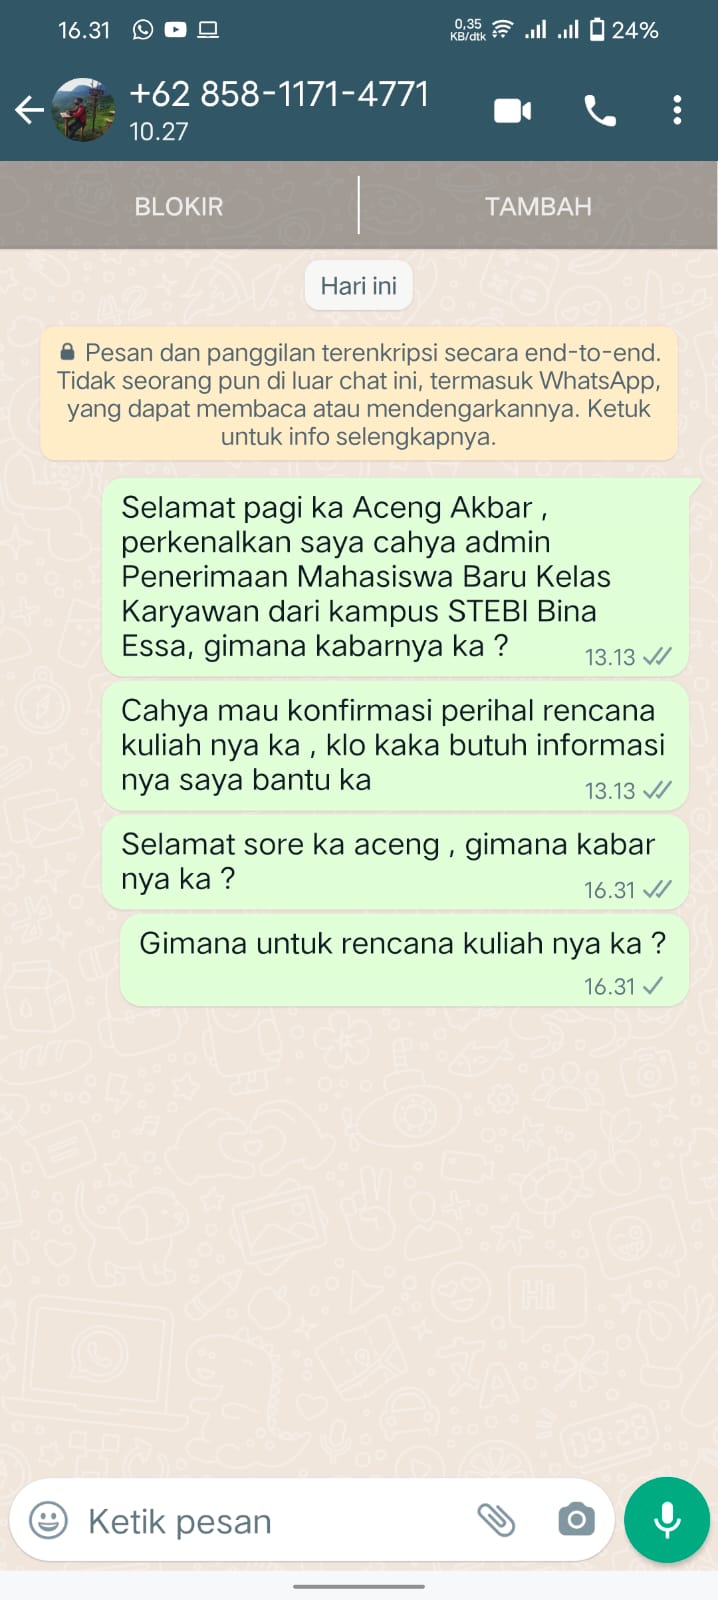 16.31
0,35
KB/dtk
24%
+62 858-1171-4771
10.27
BLOKIR
TAMBAH
Hari ini
Pesan dan panggilan terenkripsi secara end-to-end.
Tidak seorang pun di luar chat ini, termasuk WhatsApp,
yang dapat membaca atau mendengarkannya. Ketuk
untuk info selengkapnya.
Selamat pagi ka Aceng Akbar ,
perkenalkan saya cahya admin
Penerimaan Mahasiswa Baru Kelas
Karyawan dari kampus STEBI Bina
Essa, gimana kabarnya ka ?
13.13
Cahya mau konfirmasi perihal rencana
kuliah nya ka , klo kaka butuh informasi
nya saya bantu ka
13.13
Selamat sore ka aceng , gimana kabar
nya ka ?
16.31
Gimana untuk rencana kuliah nya ka ?
16.31
Ketik pesan